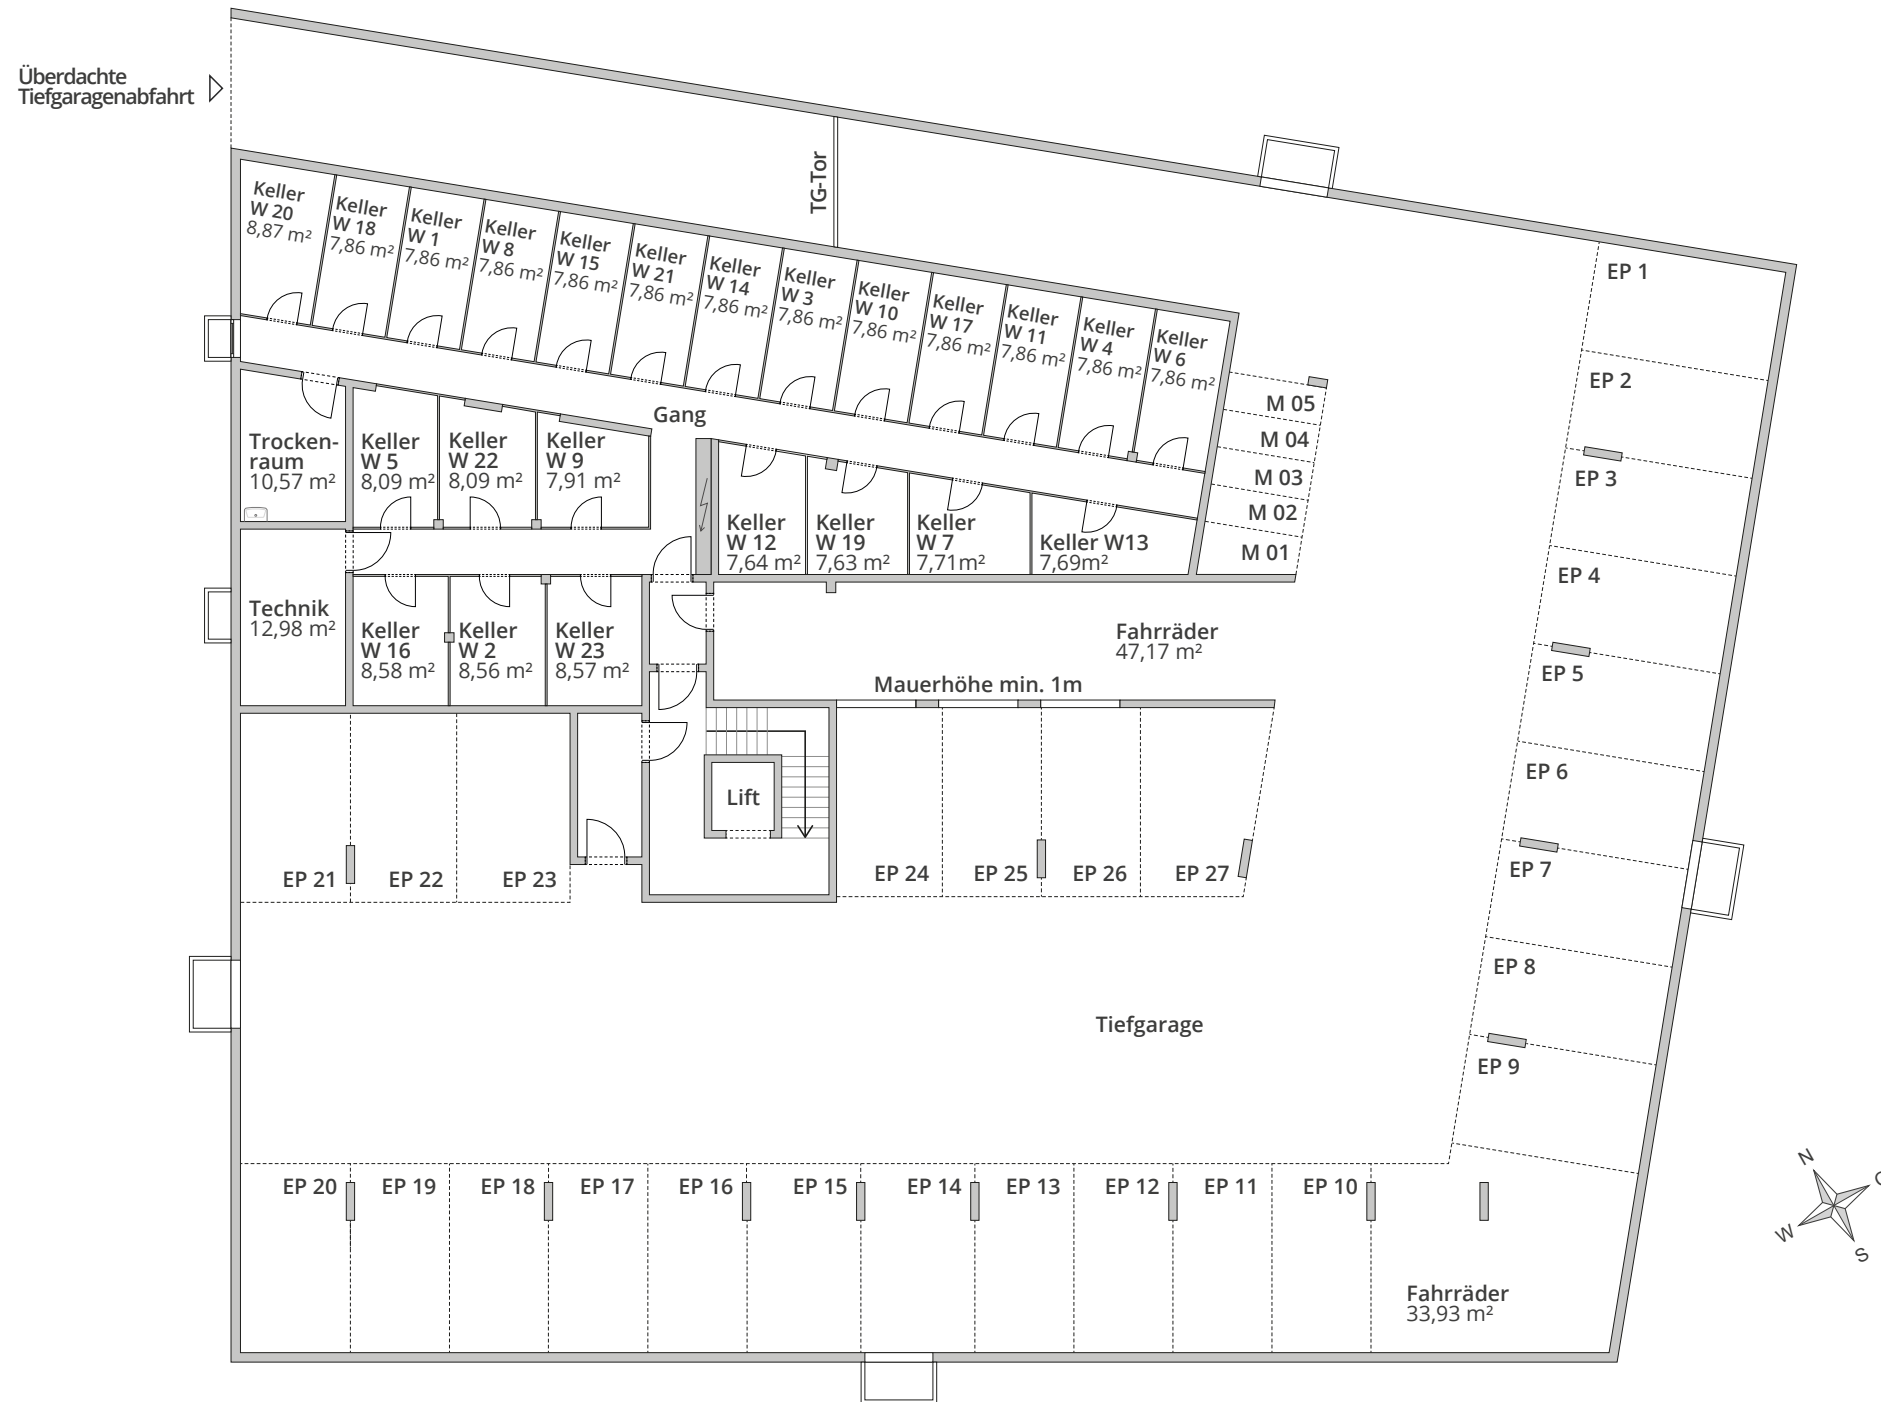 Überdachte
Tiefgaragenabfahrt
TG-Tor
Keller
W 20
8,87 m²
Keller
W 18
7,86 m²
Keller
W 1
7,86 m²
Keller
W 8
7,86 m²
Keller
W 15
7,86 m²
Keller
W 21
7,86 m²
Keller
W 14
7,86 m²
Keller
W 3
7,86 m²
Keller
W 10
7,86 m²
Keller
W 17
7,86 m²
Keller
W 11
7,86 m²
Keller
W 4
7,86 m²
Keller
W 6
7,86 m²
M 05
M 04
M 03
M 02
M 01
Gang
Trocken-
raum
10,57 m²
Keller
W 5
8,09 m²
Keller
W 22
8,09 m²
Keller
W 9
7,91 m²
Keller
W 12
7,64 m²
Keller
W 19
7,63 m²
Keller
W 7
7,71m²
Keller W13
7,69m²
Technik
12,98 m²
Keller
W 16
8,58 m²
Keller
W 2
8,56 m²
Keller
W 23
8,57 m²
Fahrräder
47,17 m²
Mauerhöhe min. 1m
Lift
EP 1
EP 2
EP 3
EP 4
EP 5
EP 6
EP 7
EP 8
EP 9
EP 21
EP 22
EP 23
EP 24
EP 25
EP 26
EP 27
Tiefgarage
EP 20
EP 19
EP 18
EP 17
EP 16
EP 15
EP 14
EP 13
EP 12
EP 11
EP 10
Fahrräder
33,93 m²
N
W
S